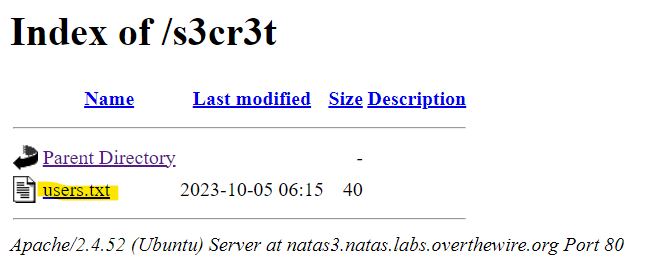 Index of /s3cr3t
Name Last modified Size Description
Parent Directory -
users.txt 2023-10-05 06:15 40
Apache/2.4.52 (Ubuntu) Server at natas3.natas.labs.overthewire.org Port 80